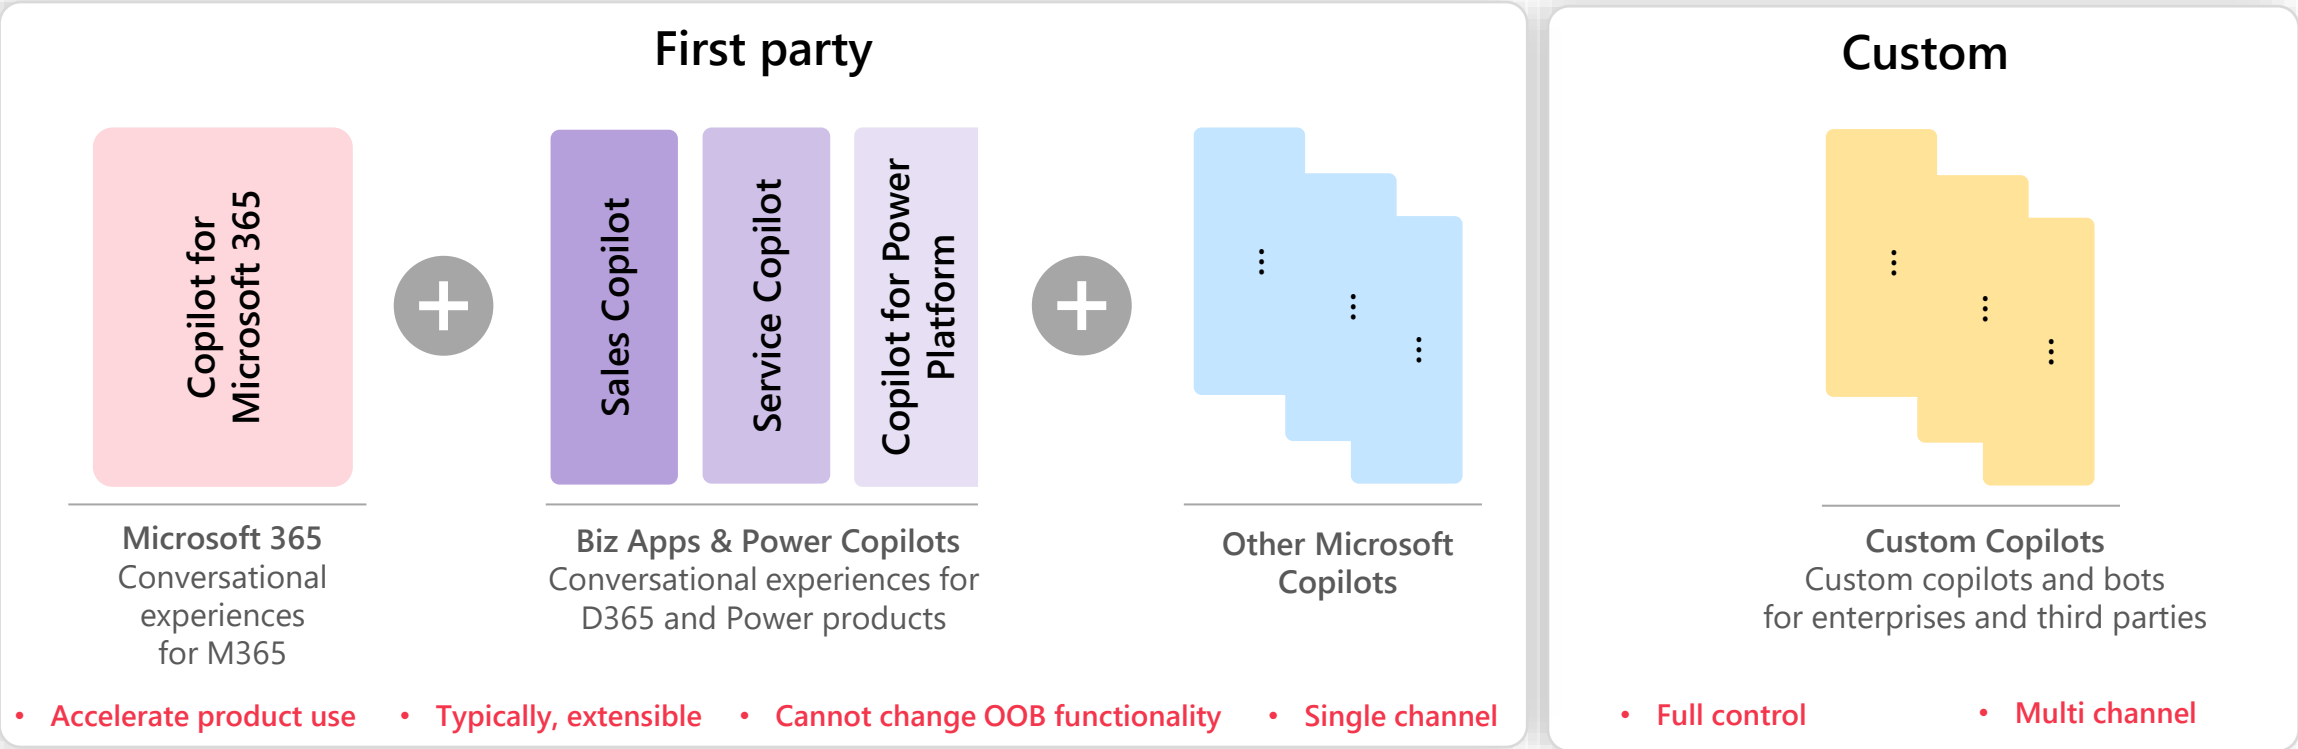 First party
Copilot for
Microsoft 365
Sales Copilot
Service Copilot
Copilot for Power
Platform
...
...
...
Microsoft 365
Conversational
experiences
for M365
Biz Apps & Power Copilots
Conversational experiences for
D365 and Power products
Other Microsoft
Copilots
• Accelerate product use
• Typically, extensible
• Cannot change OOB functionality
• Single channel
Custom
...
...
...
Custom Copilots
Custom copilots and bots
for enterprises and third parties
• Full control
• Multi channel